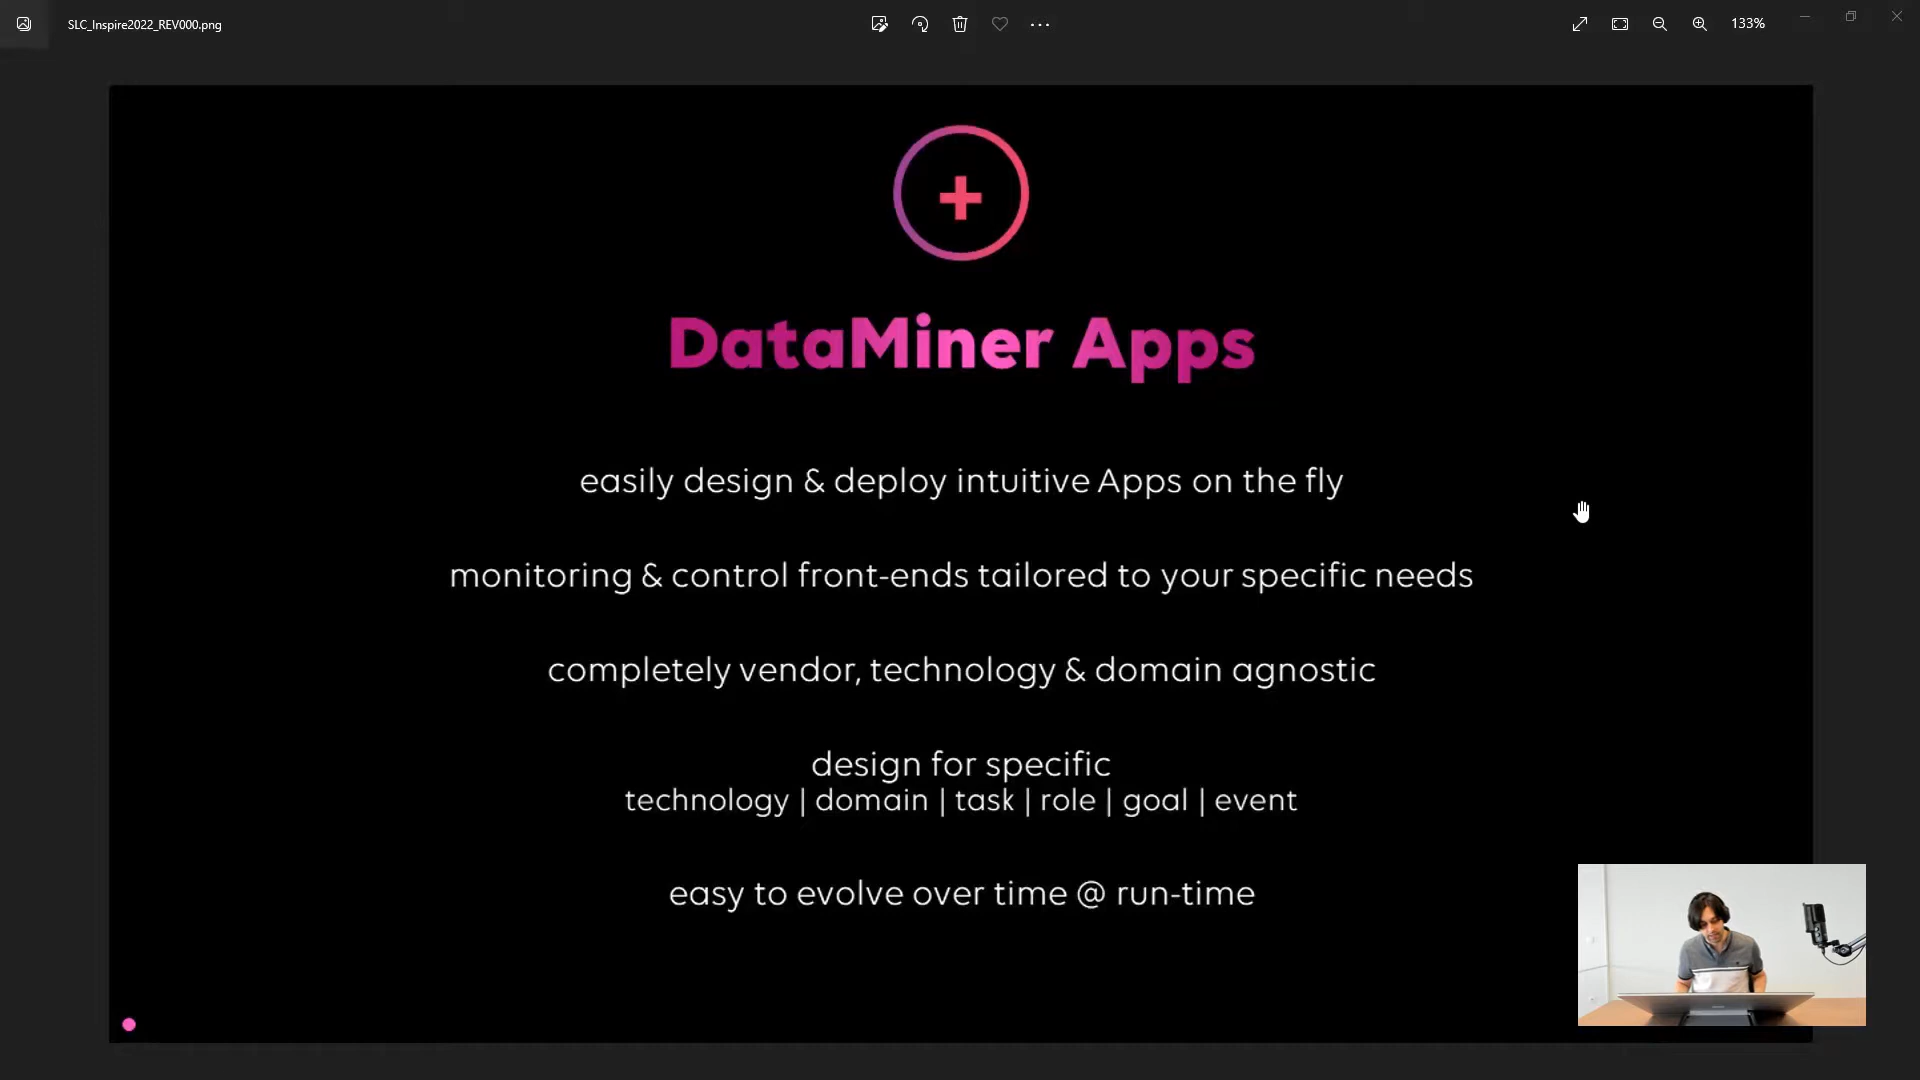 SLC_Inspire2022_REV000.png
133%
+
DataMiner Apps
easily design & deploy intuitive Apps on the fly
monitoring & control front-ends tailored to your specific needs
completely vendor, technology & domain agnostic
design for specific
technology | domain | task | role | goal | event
easy to evolve over time @ run-time